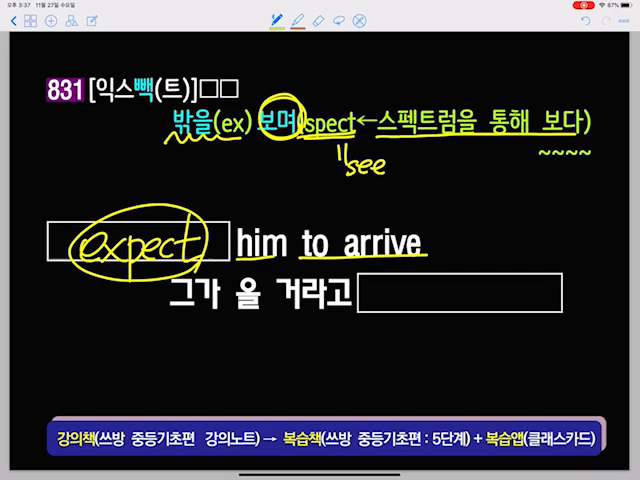 오후 3:37 11월 27일 수요일
87%
831 [익스빽(트)]□□
밖을(ex) 보며(spect←스펙트럼을 통해 보다)
~~~~
see
expect him to arrive
그가 올 거라고
강의책(쓰방 중등기초편 강의노트) → 복습책(쓰방 중등기초편 : 5단계) + 복습앱(클래스카드)